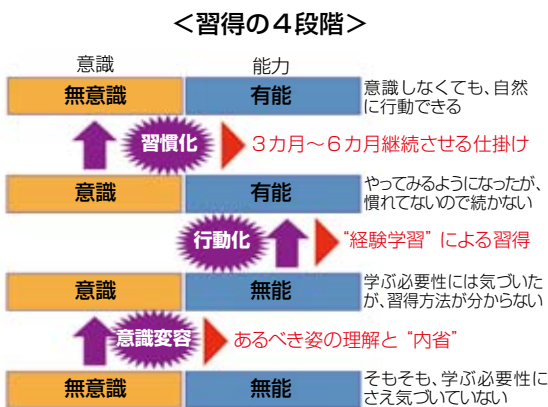 ＜習得の４段階＞
意識 能力
無意識 有能 意識しなくても、自然
に行動できる
習慣化 ３カ月～６カ月継続させる仕掛け
意識 有能 やってみるようになったが、
慣れてないので続かない
行動化 “経験学習”による習得
意識 無能 学ぶ必要性には気づいた
が、習得方法が分からない
意識変容 あるべき姿の理解と“内省”
無意識 無能 そもそも、学ぶ必要性に
さえ気づいていない